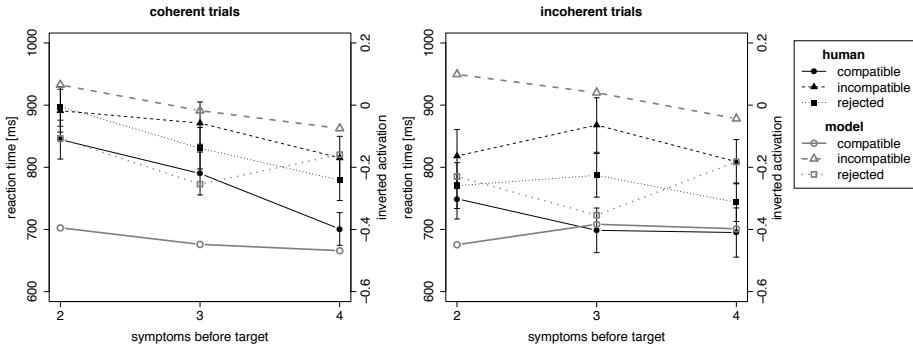 coherent trials
reaction time [ms]
1000
900
800
700
600
0.2
0
−0.2
−0.4
−0.6
inverted activation
2
3
4
symptoms before target
incoherent trials
reaction time [ms]
1000
900
800
700
600
0.2
0
−0.2
−0.4
−0.6
inverted activation
2
3
4
symptoms before target
human
compatible
incompatible
rejected
model
compatible
incompatible
rejected